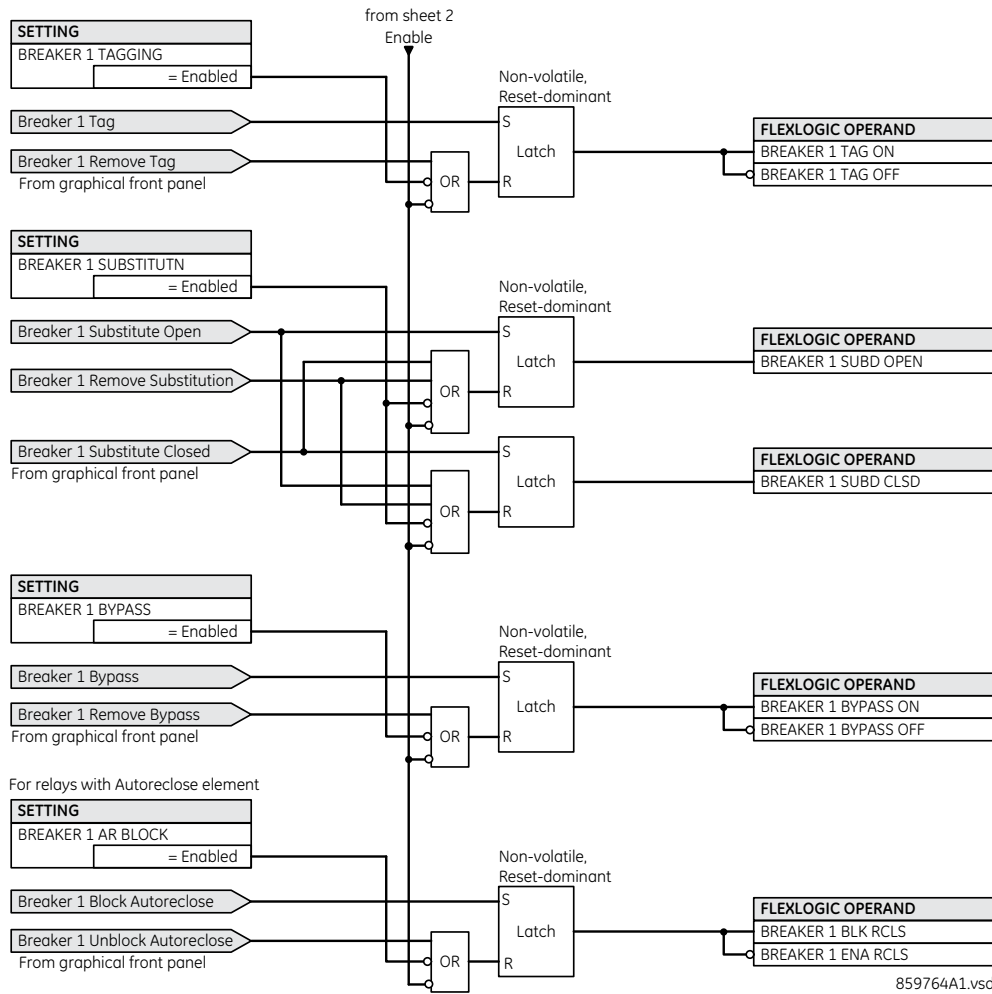 from sheet 2
Enable
SETTING
BREAKER 1 TAGGING
= Enabled
Non-volatile,
Reset-dominant
Breaker 1 Tag
S
Latch
R
FLEXLOGIC OPERAND
BREAKER 1 TAG ON
BREAKER 1 TAG OFF
Breaker 1 Remove Tag
From graphical front panel
OR
SETTING
BREAKER 1 SUBSTITUTN
= Enabled
Non-volatile,
Reset-dominant
Breaker 1 Substitute Open
S
Latch
R
FLEXLOGIC OPERAND
BREAKER 1 SUBD OPEN
Breaker 1 Remove Substitution
OR
Breaker 1 Substitute Closed
From graphical front panel
S
Latch
R
FLEXLOGIC OPERAND
BREAKER 1 SUBD CLSD
OR
SETTING
BREAKER 1 BYPASS
= Enabled
Non-volatile,
Reset-dominant
Breaker 1 Bypass
S
Latch
R
FLEXLOGIC OPERAND
BREAKER 1 BYPASS ON
BREAKER 1 BYPASS OFF
Breaker 1 Remove Bypass
From graphical front panel
OR
For relays with Autoreclose element
SETTING
BREAKER 1 AR BLOCK
= Enabled
Non-volatile,
Reset-dominant
Breaker 1 Block Autoreclose
S
Latch
R
FLEXLOGIC OPERAND
BREAKER 1 BLK RCLS
BREAKER 1 ENA RCLS
Breaker 1 Unblock Autoreclose
From graphical front panel
OR
859764A1.vsd